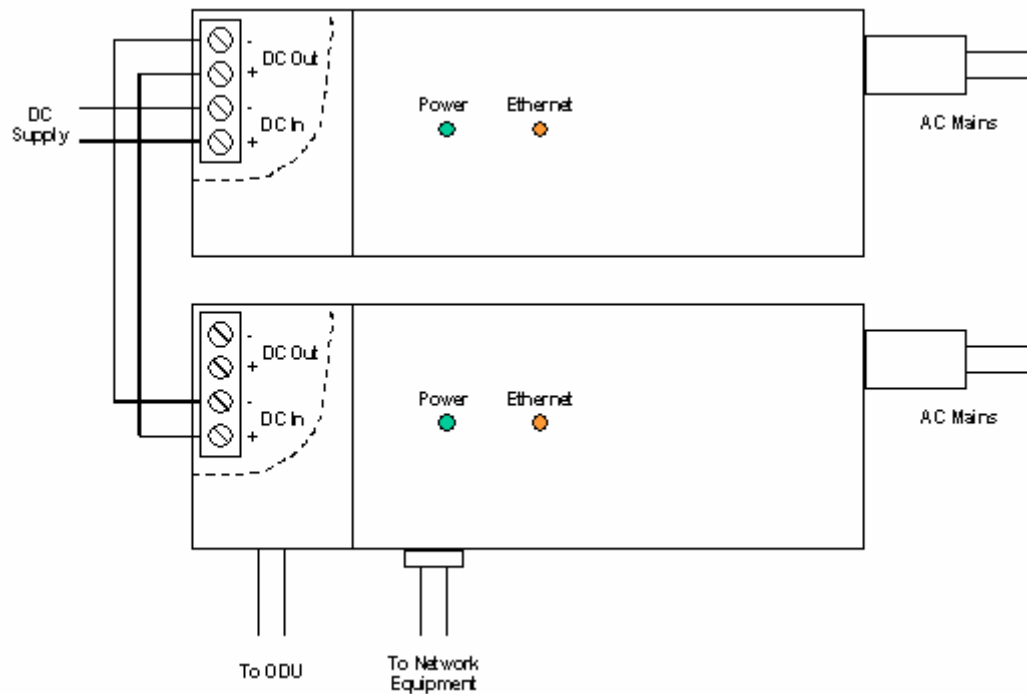 -
DC Out
+
-
DC In
+
DC
Supply
Power
Ethernet
AC Mains
-
DC Out
+
-
DC In
+
Power
Ethernet
AC Mains
To ODU
To Network
Equipment